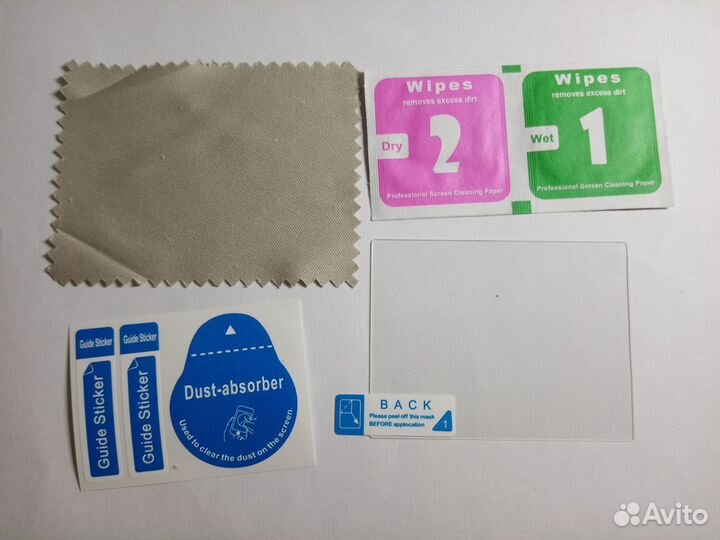 Wipes
removes excess dirt
Dry
2
Professional Screen Cleaning Paper
Wipes
removes excess dirt
Wet
1
Professional Screen Cleaning Paper
Guide Sticker
Guide Sticker
Guide Sticker
Guide Sticker
Dust-absorber
Used to clear the dust on the screen.
BACK
Please peel off this mask
BEFORE applocation
1
Avito